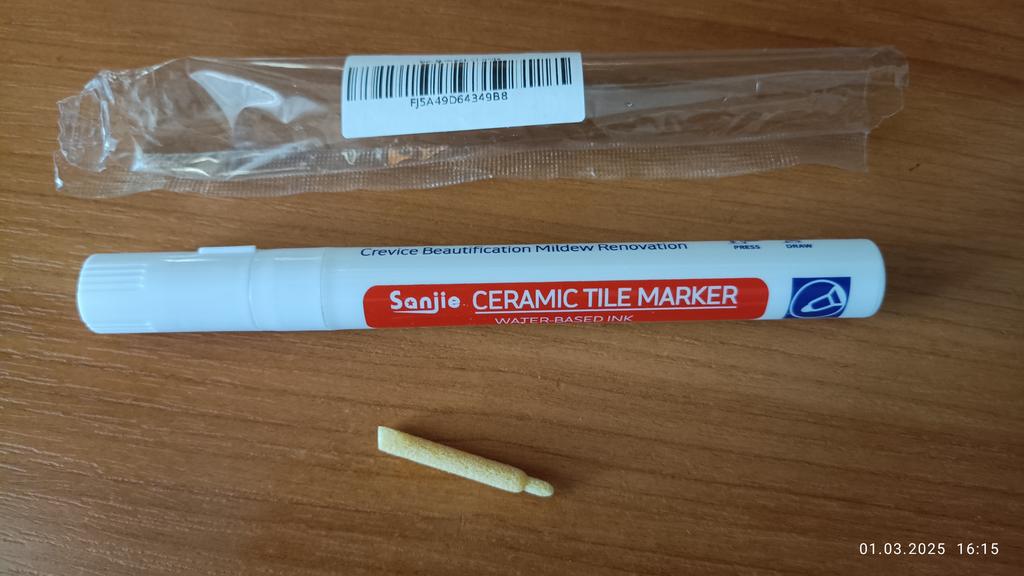 FJ5A49D64349B8
Crevice Beautification Mildew Renovation
PRESS DRAW
Sanjie CERAMIC TILE MARKER
WATER-BASED INK
01.03.2025 16:15